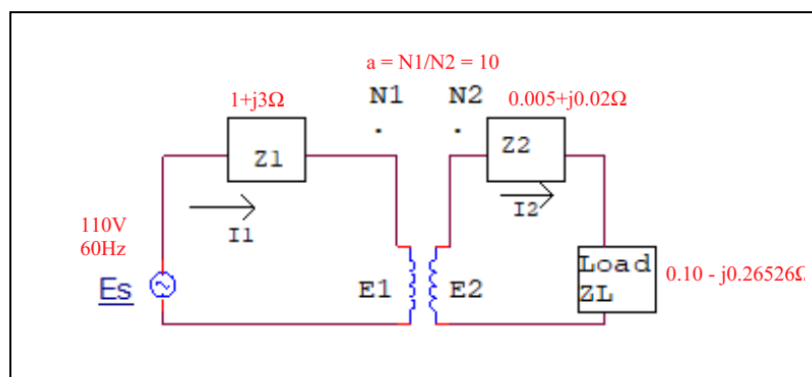 a = N1/N2 = 10
1+j3Ω
N1
N2
0.005+j0.02Ω
Z1
Z2
I1
I2
110V
60Hz
Es
E1
E2
Load
ZL
0.10 - j0.26526Ω